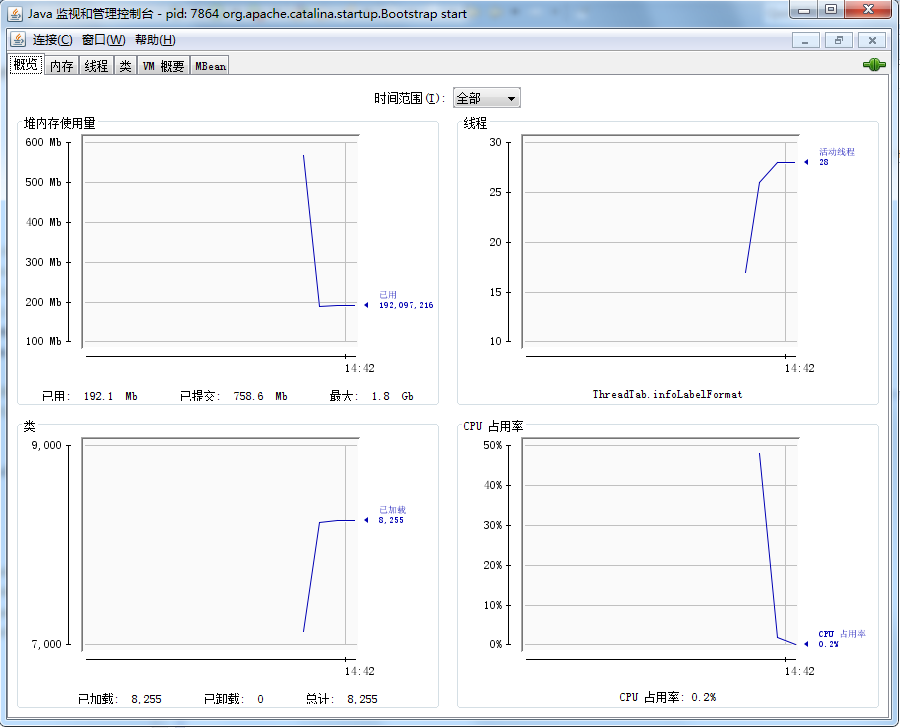 Java 监视和管理控制台 - pid: 7864 org.apache.catalina.startup.Bootstrap start
连接(C) 窗口(W) 帮助(H)
概览 内存 线程 类 VM 概要 MBean
时间范围(I): 全部
堆内存使用量
600 Mb
500 Mb
400 Mb
300 Mb
200 Mb
100 Mb
已用
192,097,216
14:42
已用: 192.1 Mb 已提交: 758.6 Mb 最大: 1.8 Gb
线程
30
25
20
15
10
活动线程
28
14:42
ThreadTab.infoLabelFormat
类
9,000
7,000
已加载
8,255
14:42
已加载: 8,255 已卸载: 0 总计: 8,255
CPU 占用率
50%
40%
30%
20%
10%
0%
CPU 占用率
0.2%
14:42
CPU 占用率: 0.2%